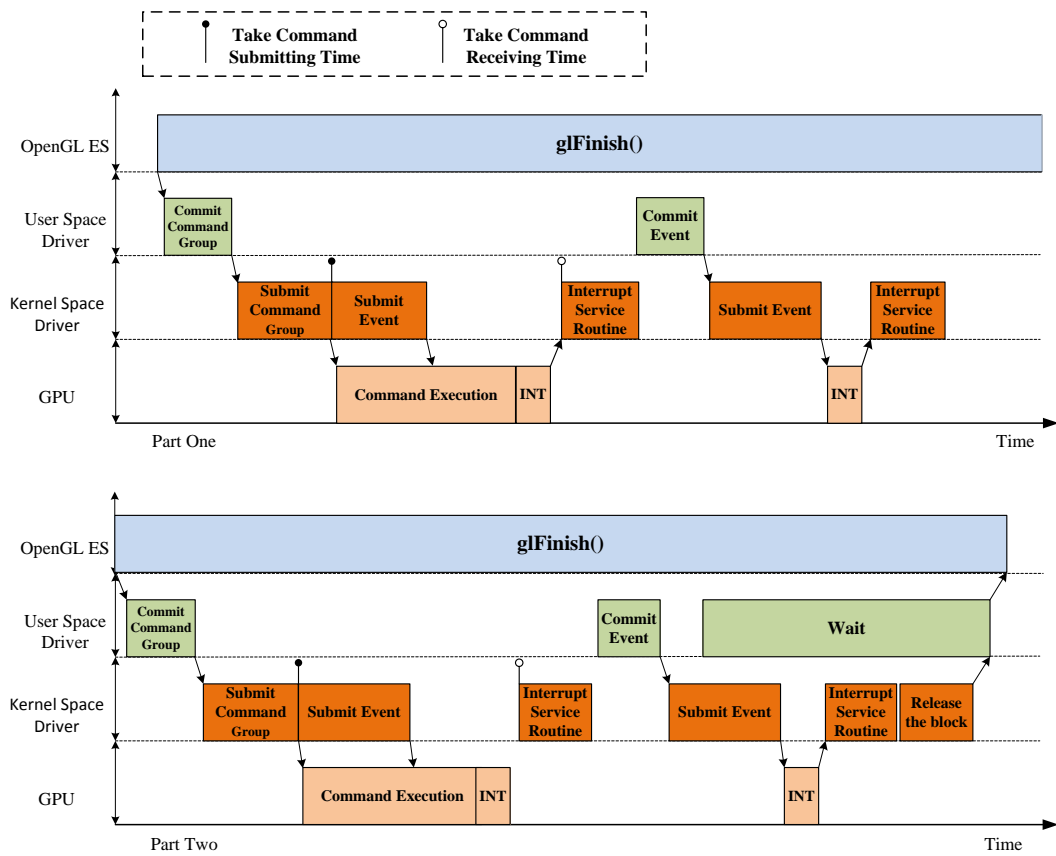 Take Command
Submitting Time
Take Command
Receiving Time
OpenGL ES
glFinish()
User Space
Driver
Commit
Command
Group
Commit
Event
Kernel Space
Driver
Submit
Command
Group
Submit
Event
Interrupt
Service
Routine
Submit Event
Interrupt
Service
Routine
GPU
Command Execution
INT
INT
Part One
Time
OpenGL ES
glFinish()
User Space
Driver
Commit
Command
Group
Commit
Event
Wait
Kernel Space
Driver
Submit
Command
Group
Submit Event
Interrupt
Service
Routine
Submit Event
Interrupt
Service
Routine
Release
the block
GPU
Command Execution
INT
INT
Part Two
Time